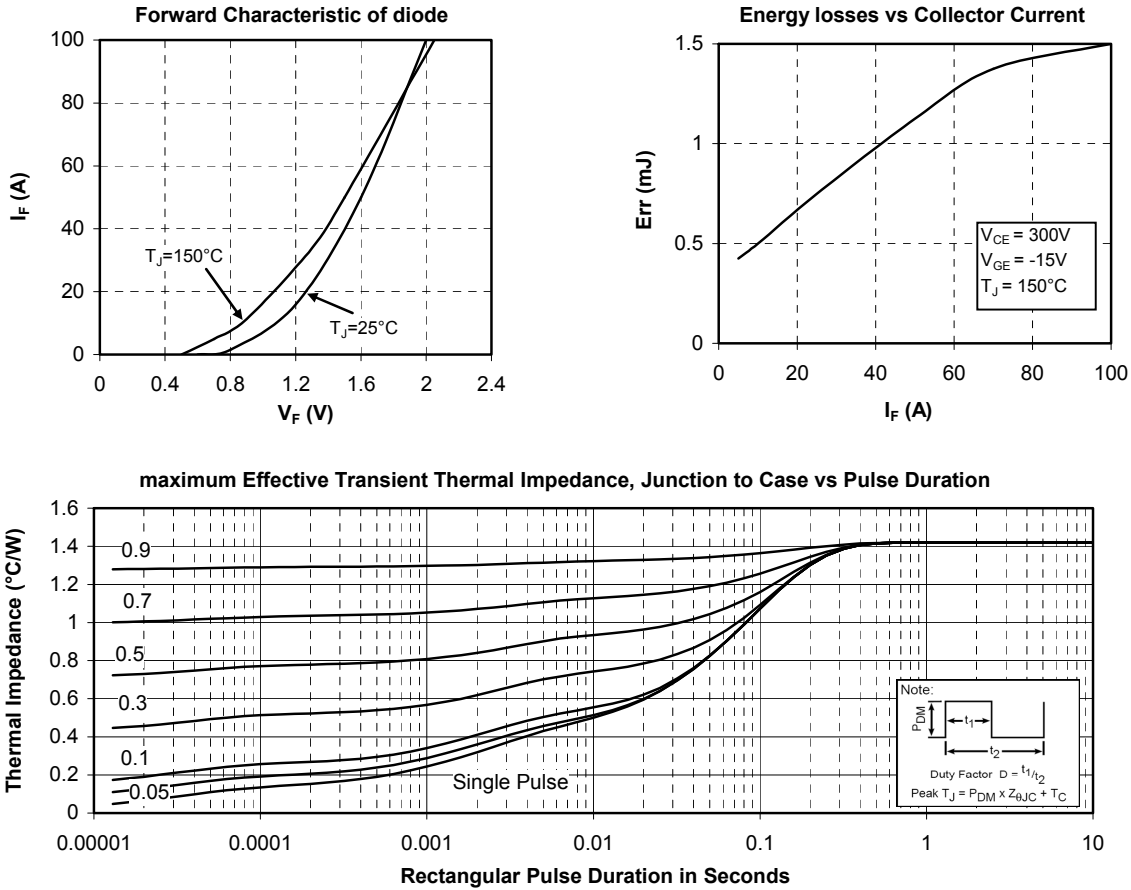 Forward Characteristic of diode
100
80
60
40
20
0
I_F (A)
T_J=150°C
T_J=25°C
0 0.4 0.8 1.2 1.6 2 2.4
V_F (V)
Energy losses vs Collector Current
1.5
1
0.5
0
Err (mJ)
V_CE = 300V
V_GE = -15V
T_J = 150°C
0 20 40 60 80 100
I_F (A)
maximum Effective Transient Thermal Impedance, Junction to Case vs Pulse Duration
1.6
1.4
1.2
1
0.8
0.6
0.4
0.2
0
Thermal Impedance (°C/W)
0.9
0.7
0.5
0.3
0.1
0.05
Single Pulse
Note:
P_DM
t_1
t_2
Duty Factor D = t_1/t_2
Peak T_J = P_DM x Z_θJC + T_C
0.00001 0.0001 0.001 0.01 0.1 1 10
Rectangular Pulse Duration in Seconds